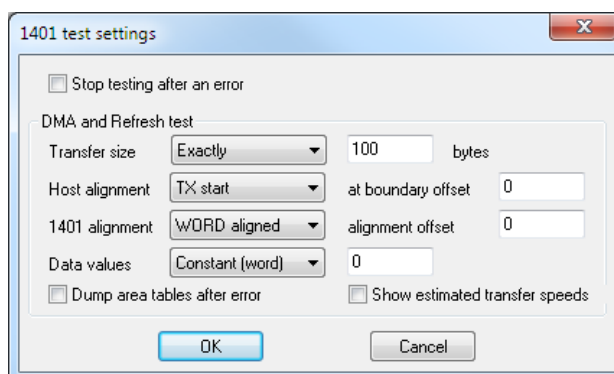 1401 test settings
Stop testing after an error
DMA and Refresh test
Transfer size Exactly 100 bytes
Host alignment TX start at boundary offset 0
1401 alignment WORD aligned alignment offset 0
Data values Constant (word) 0
Dump area tables after error Show estimated transfer speeds
OK Cancel